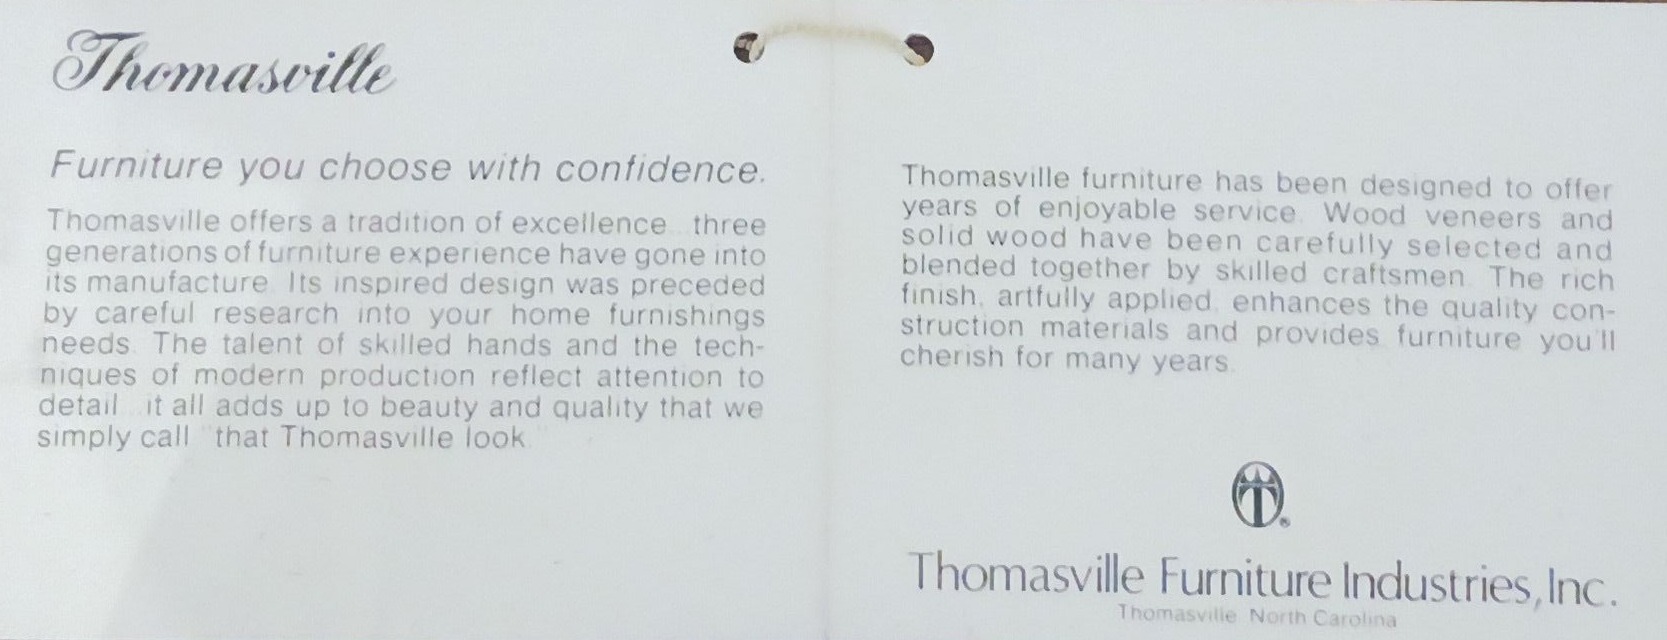 Thomasville
Furniture you choose with confidence.
Thomasville offers a tradition of excellence...three
generations of furniture experience have gone into
its manufacture. Its inspired design was preceded
by careful research into your home furnishings
needs. The talent of skilled hands and the tech-
niques of modern production reflect attention to
detail...it all adds up to beauty and quality that we
simply call "that Thomasville look."
Thomasville furniture has been designed to offer
years of enjoyable service. Wood veneers and
solid wood have been carefully selected and
blended together by skilled craftsmen. The rich
finish, artfully applied, enhances the quality con-
struction materials and provides furniture you'll
cherish for many years.
T®
Thomasville Furniture Industries, Inc.
Thomasville, North Carolina